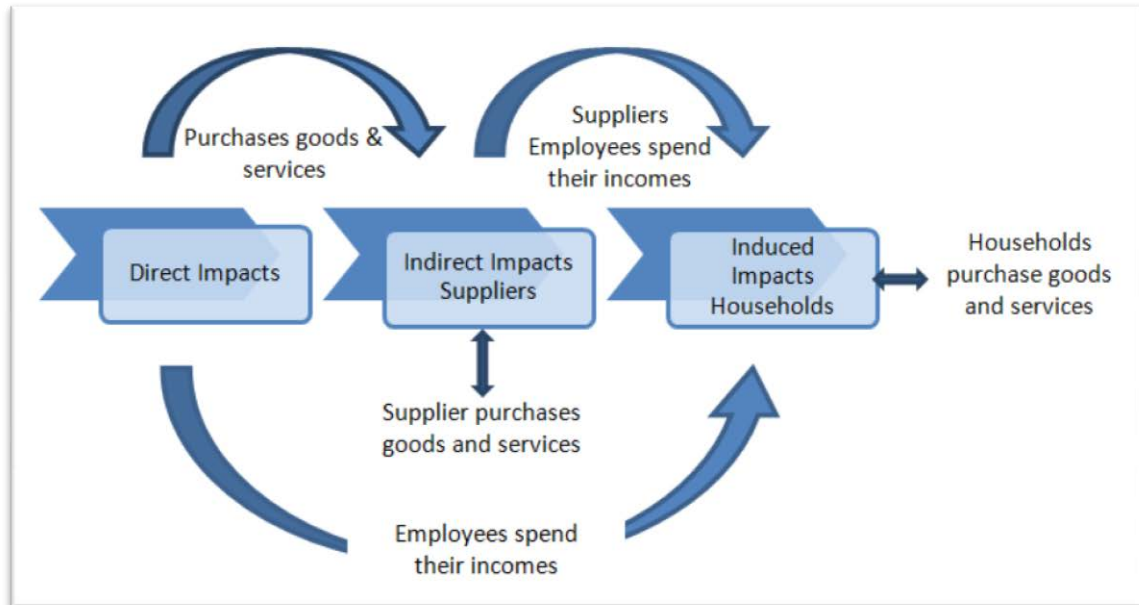 Purchases goods &
services
Suppliers
Employees spend
their incomes
Direct Impacts
Indirect Impacts
Suppliers
Induced
Impacts
Households
Households
purchase goods
and services
Supplier purchases
goods and services
Employees spend
their incomes